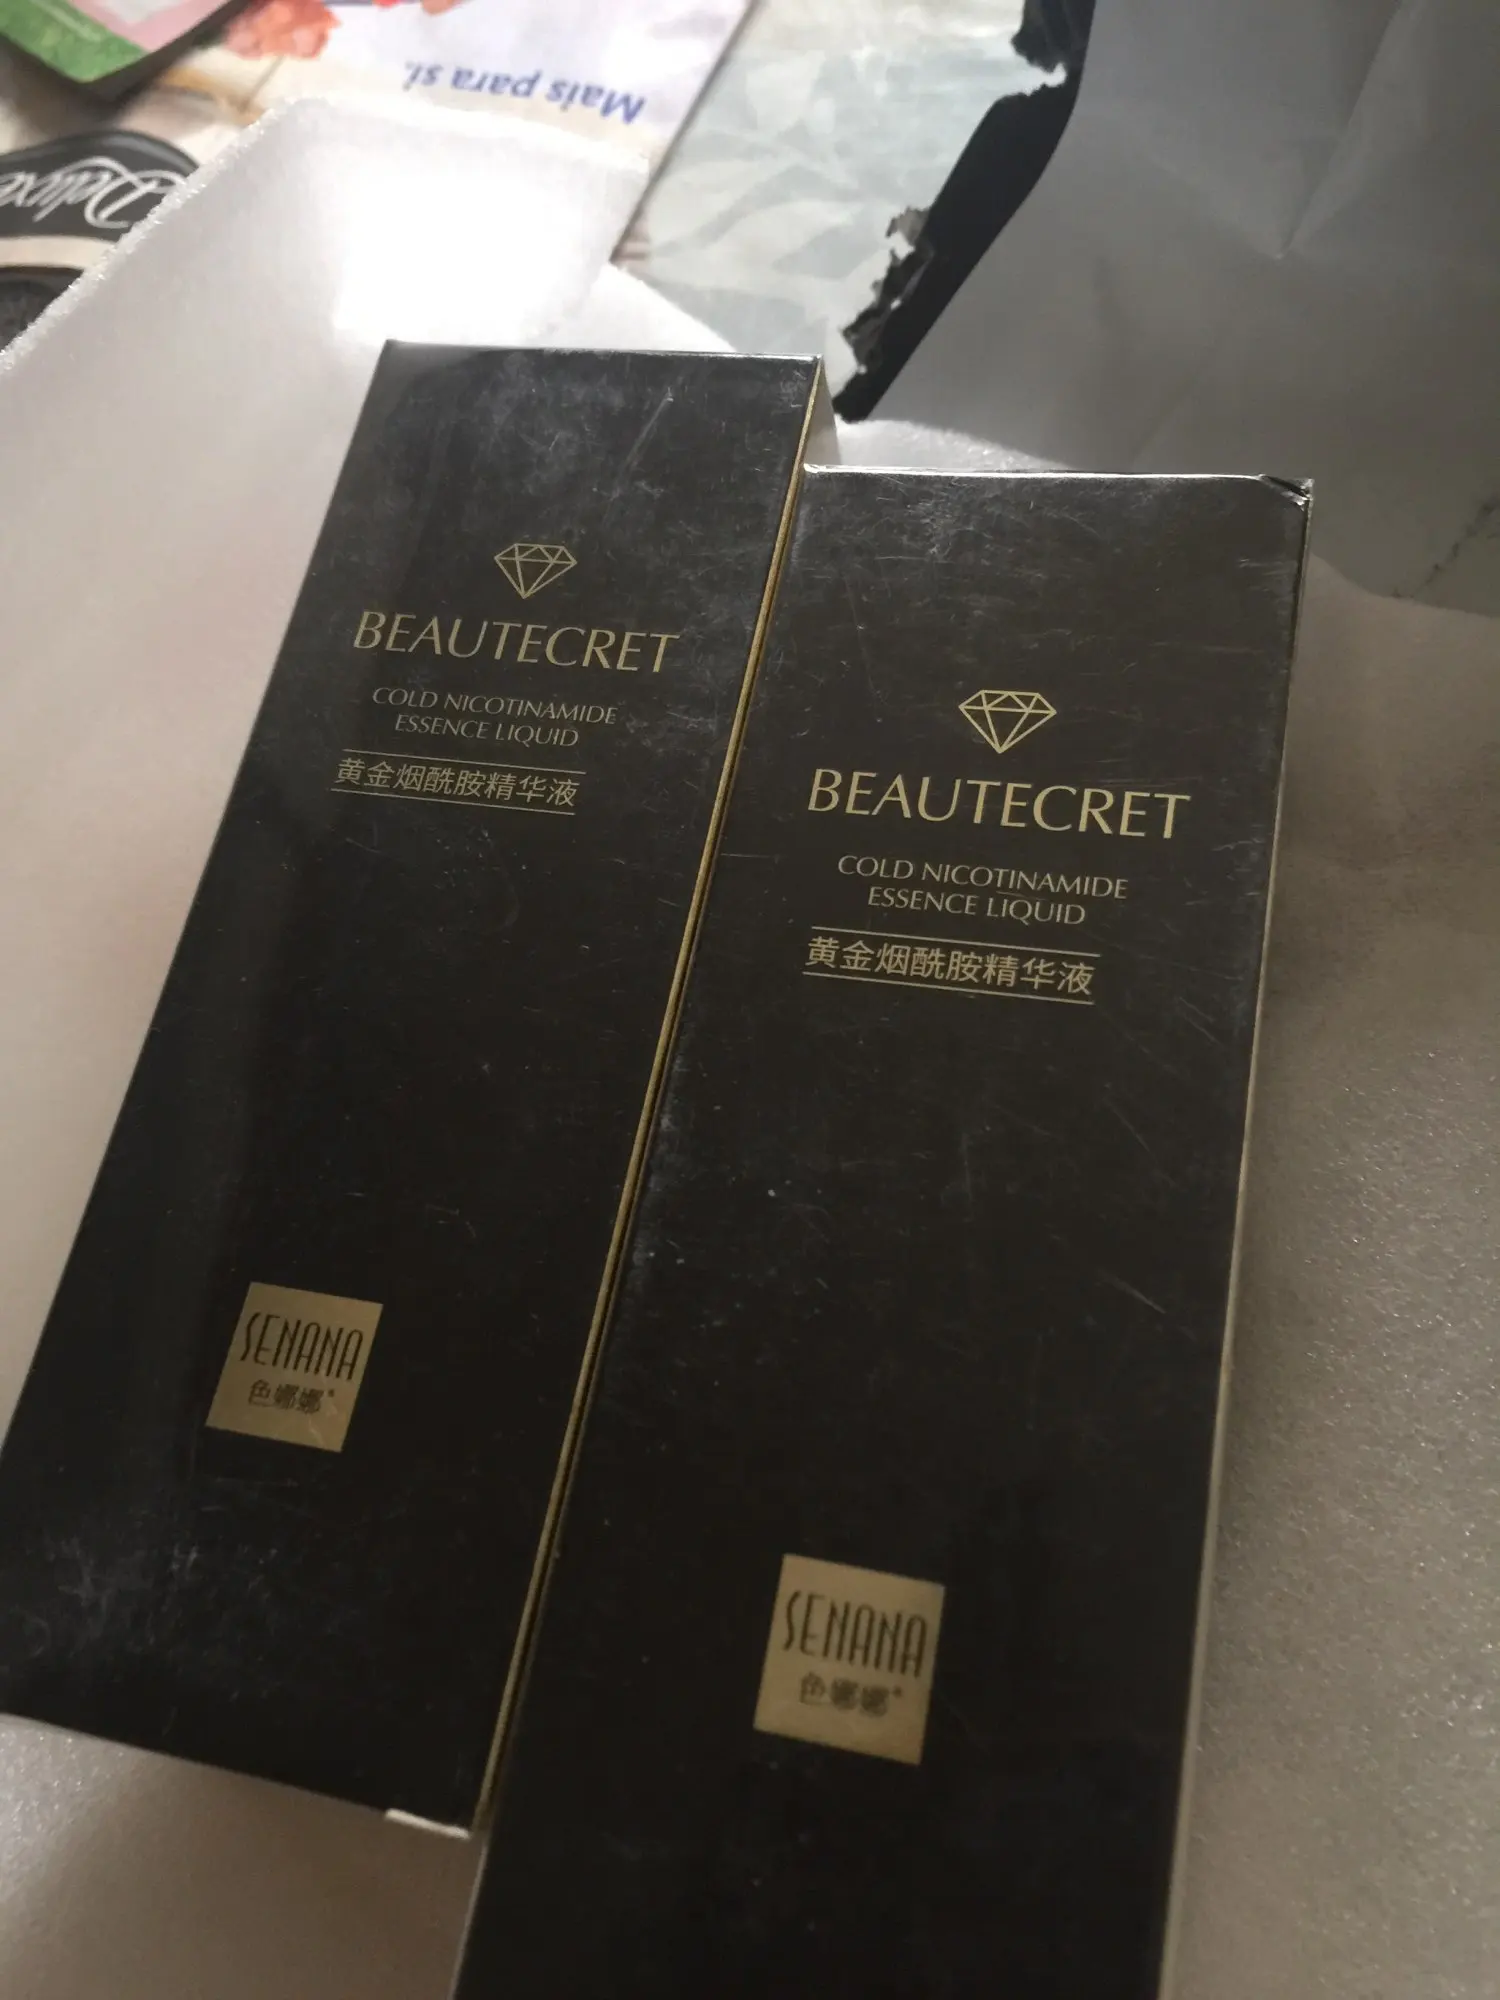 Mais para si.
Deluxe
BEAUTECRET
COLD NICOTINAMIDE
ESSENCE LIQUID
黄金烟酰胺精华液
SENANA
色娜娜®
BEAUTECRET
COLD NICOTINAMIDE
ESSENCE LIQUID
黄金烟酰胺精华液
SENANA
色娜娜®